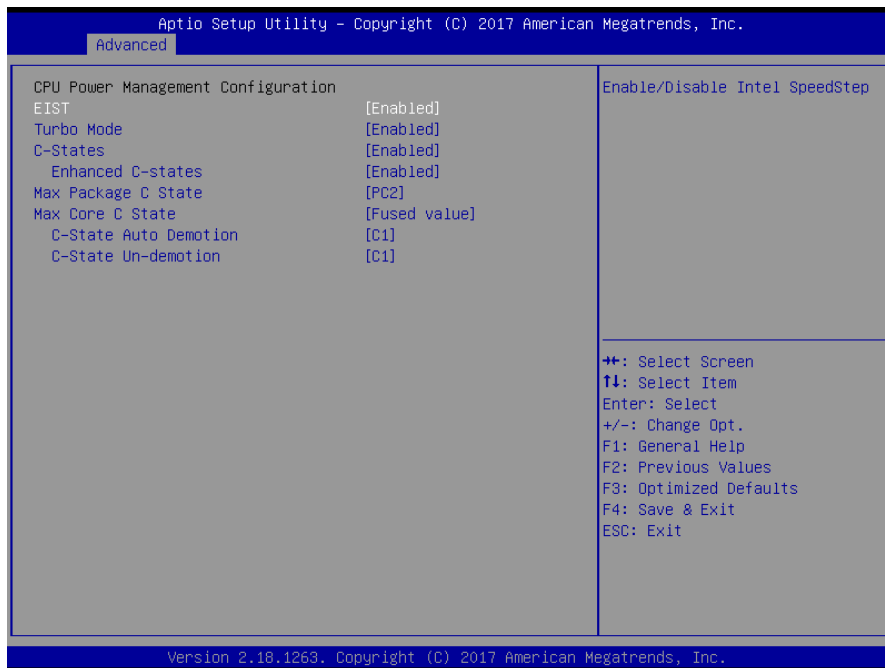 Aptio Setup Utility – Copyright (C) 2017 American Megatrends, Inc.
Advanced
CPU Power Management Configuration
EIST [Enabled]
Turbo Mode [Enabled]
C-States [Enabled]
Enhanced C-states [Enabled]
Max Package C State [PC2]
Max Core C State [Fused value]
C-State Auto Demotion [C1]
C-State Un-demotion [C1]
Enable/Disable Intel SpeedStep
→←: Select Screen
↑↓: Select Item
Enter: Select
+/-: Change Opt.
F1: General Help
F2: Previous Values
F3: Optimized Defaults
F4: Save & Exit
ESC: Exit
Version 2.18.1263. Copyright (C) 2017 American Megatrends, Inc.